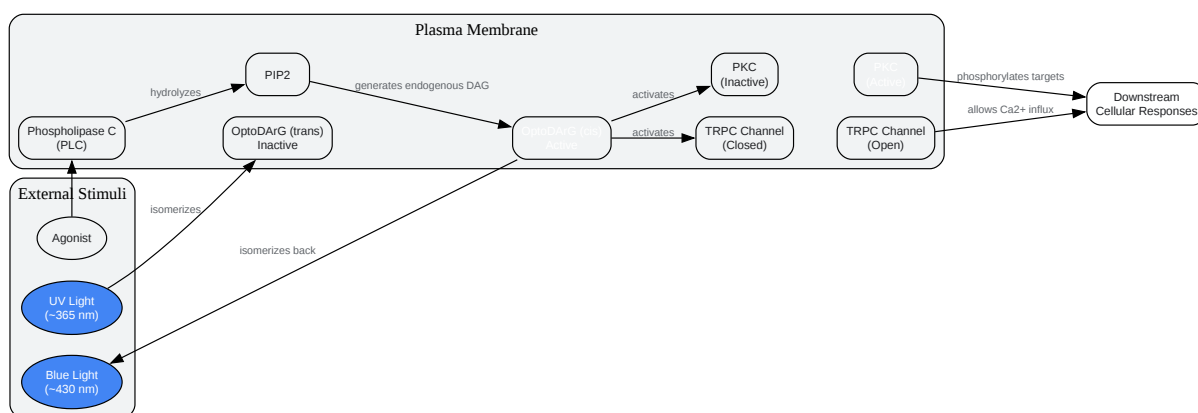 Plasma Membrane
PIP2
PKC
(Inactive)
PKC
(Active)
hydrolyzes
generates endogenous DAG
activates
phosphorylates targets
Downstream
Cellular Responses
Phospholipase C
(PLC)
OptoDArG (trans)
Inactive
OptoDArG (cis)
Active
activates
TRPC Channel
(Closed)
TRPC Channel
(Open)
allows Ca2+ influx
External Stimuli
isomerizes
Agonist
isomerizes back
UV Light
(~365 nm)
Blue Light
(~430 nm)